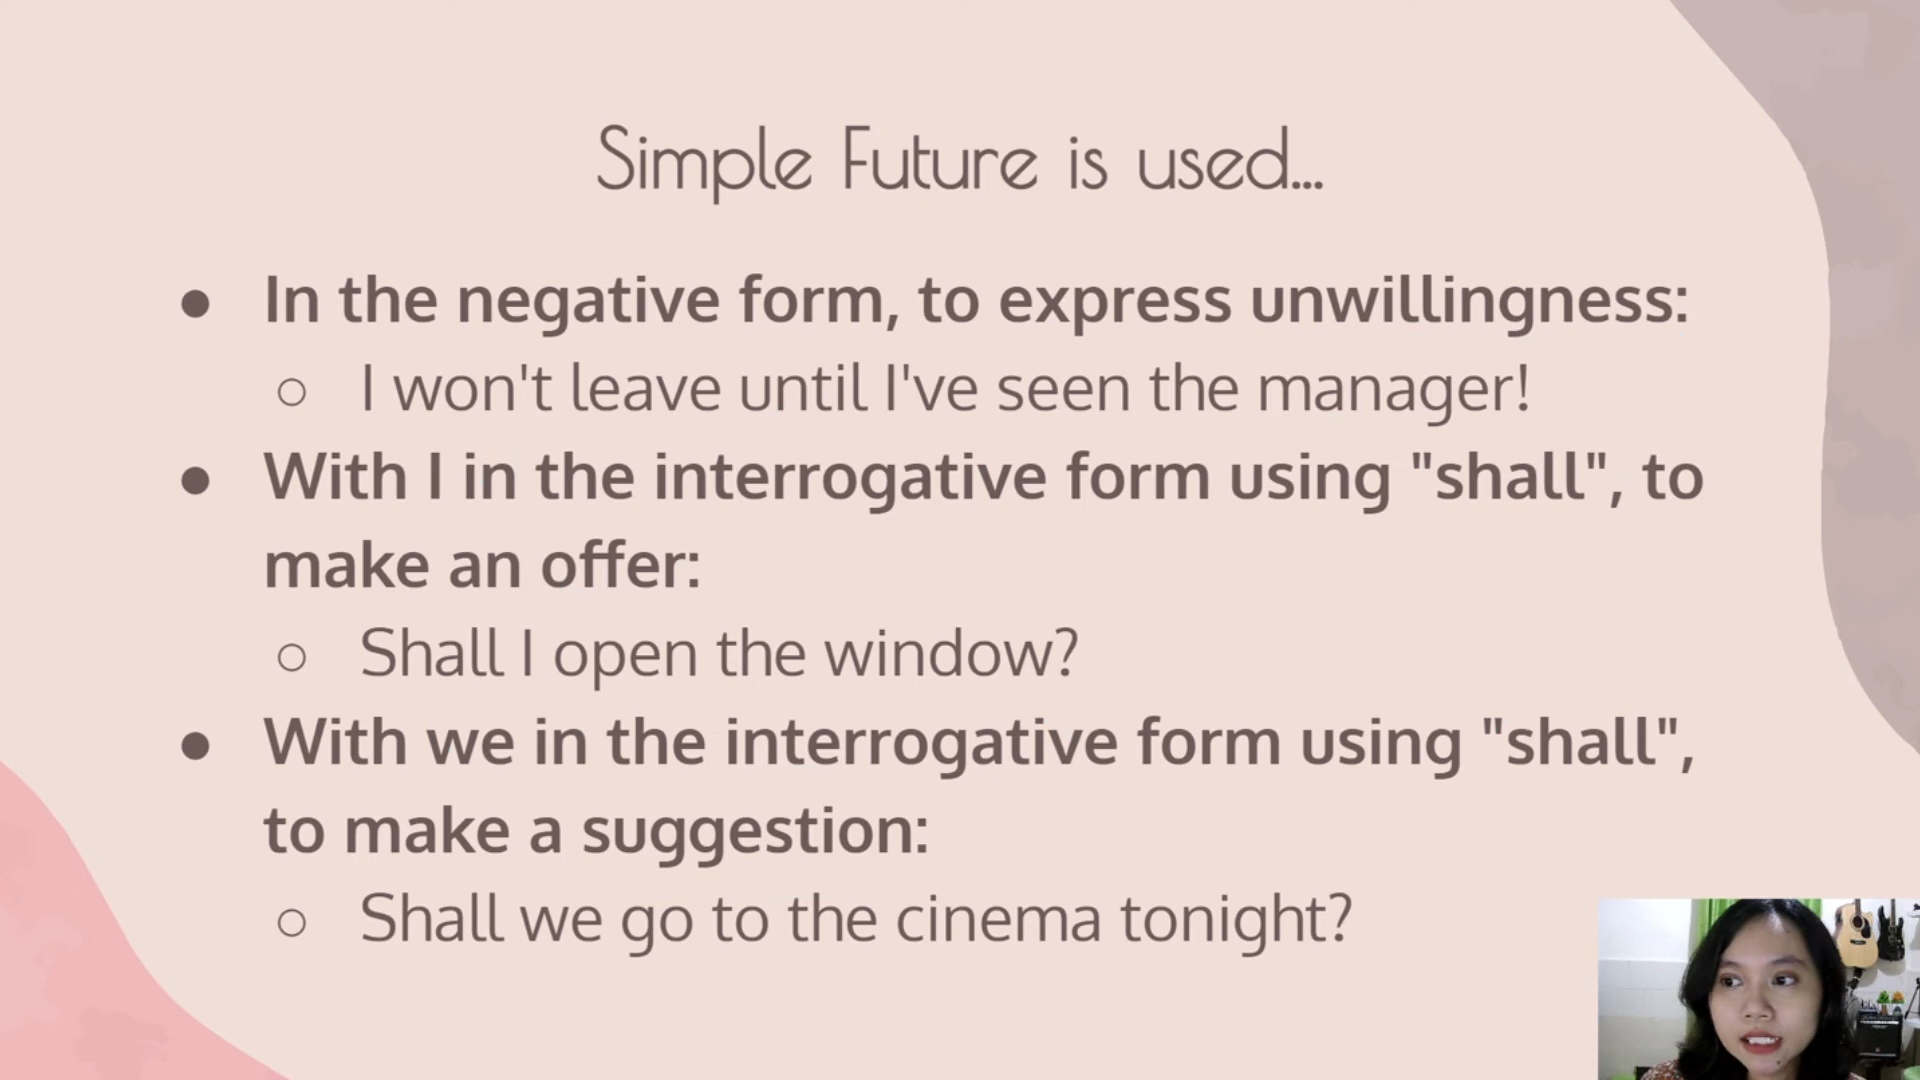 Simple Future is used...
● In the negative form, to express unwillingness:
○ I won't leave until I've seen the manager!
● With I in the interrogative form using "shall", to
make an offer:
○ Shall I open the window?
● With we in the interrogative form using "shall",
to make a suggestion:
○ Shall we go to the cinema tonight?